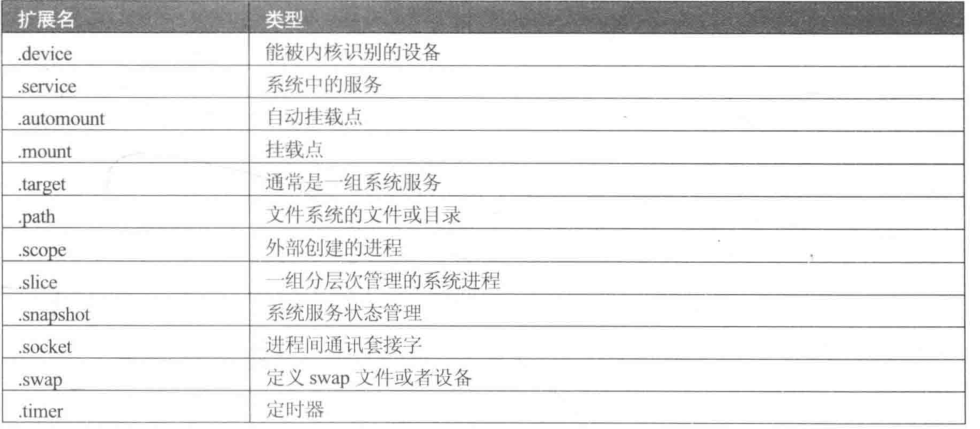 扩展名 类型
.device 能被内核识别的设备
.service 系统中的服务
.automount 自动挂载点
.mount 挂载点
.target 通常是一组系统服务
.path 文件系统的文件或目录
.scope 外部创建的进程
.slice 一组分层次管理的系统进程
.snapshot 系统服务状态管理
.socket 进程间通讯套接字
.swap 定义 swap 文件或者设备
.timer 定时器